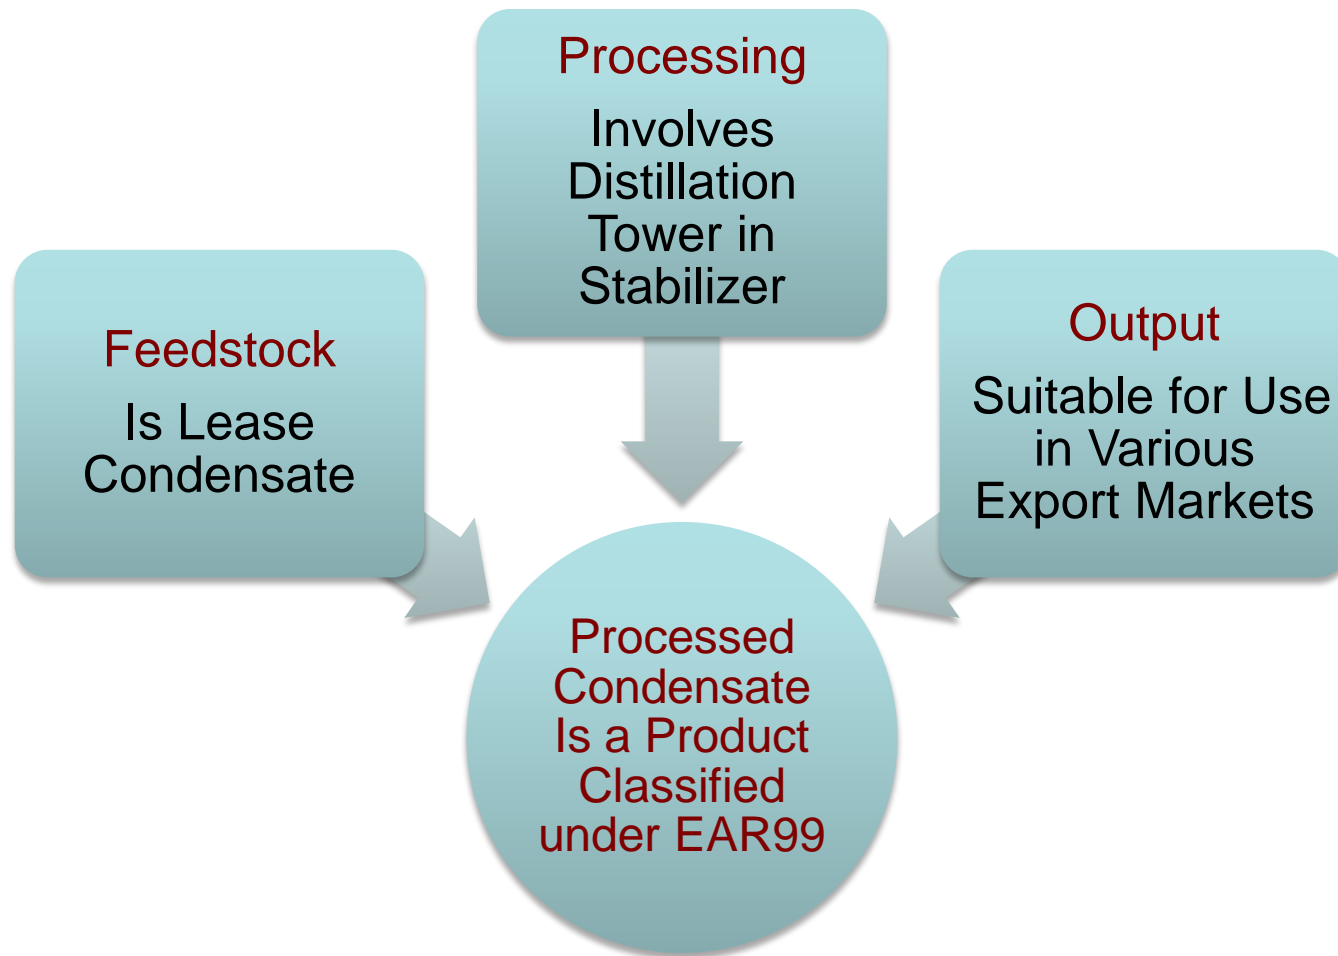 Processing
Involves
Distillation
Tower in
Stabilizer
Feedstock
Is Lease
Condensate
Output
Suitable for Use
in Various
Export Markets
Processed
Condensate
Is a Product
Classified
under EAR99